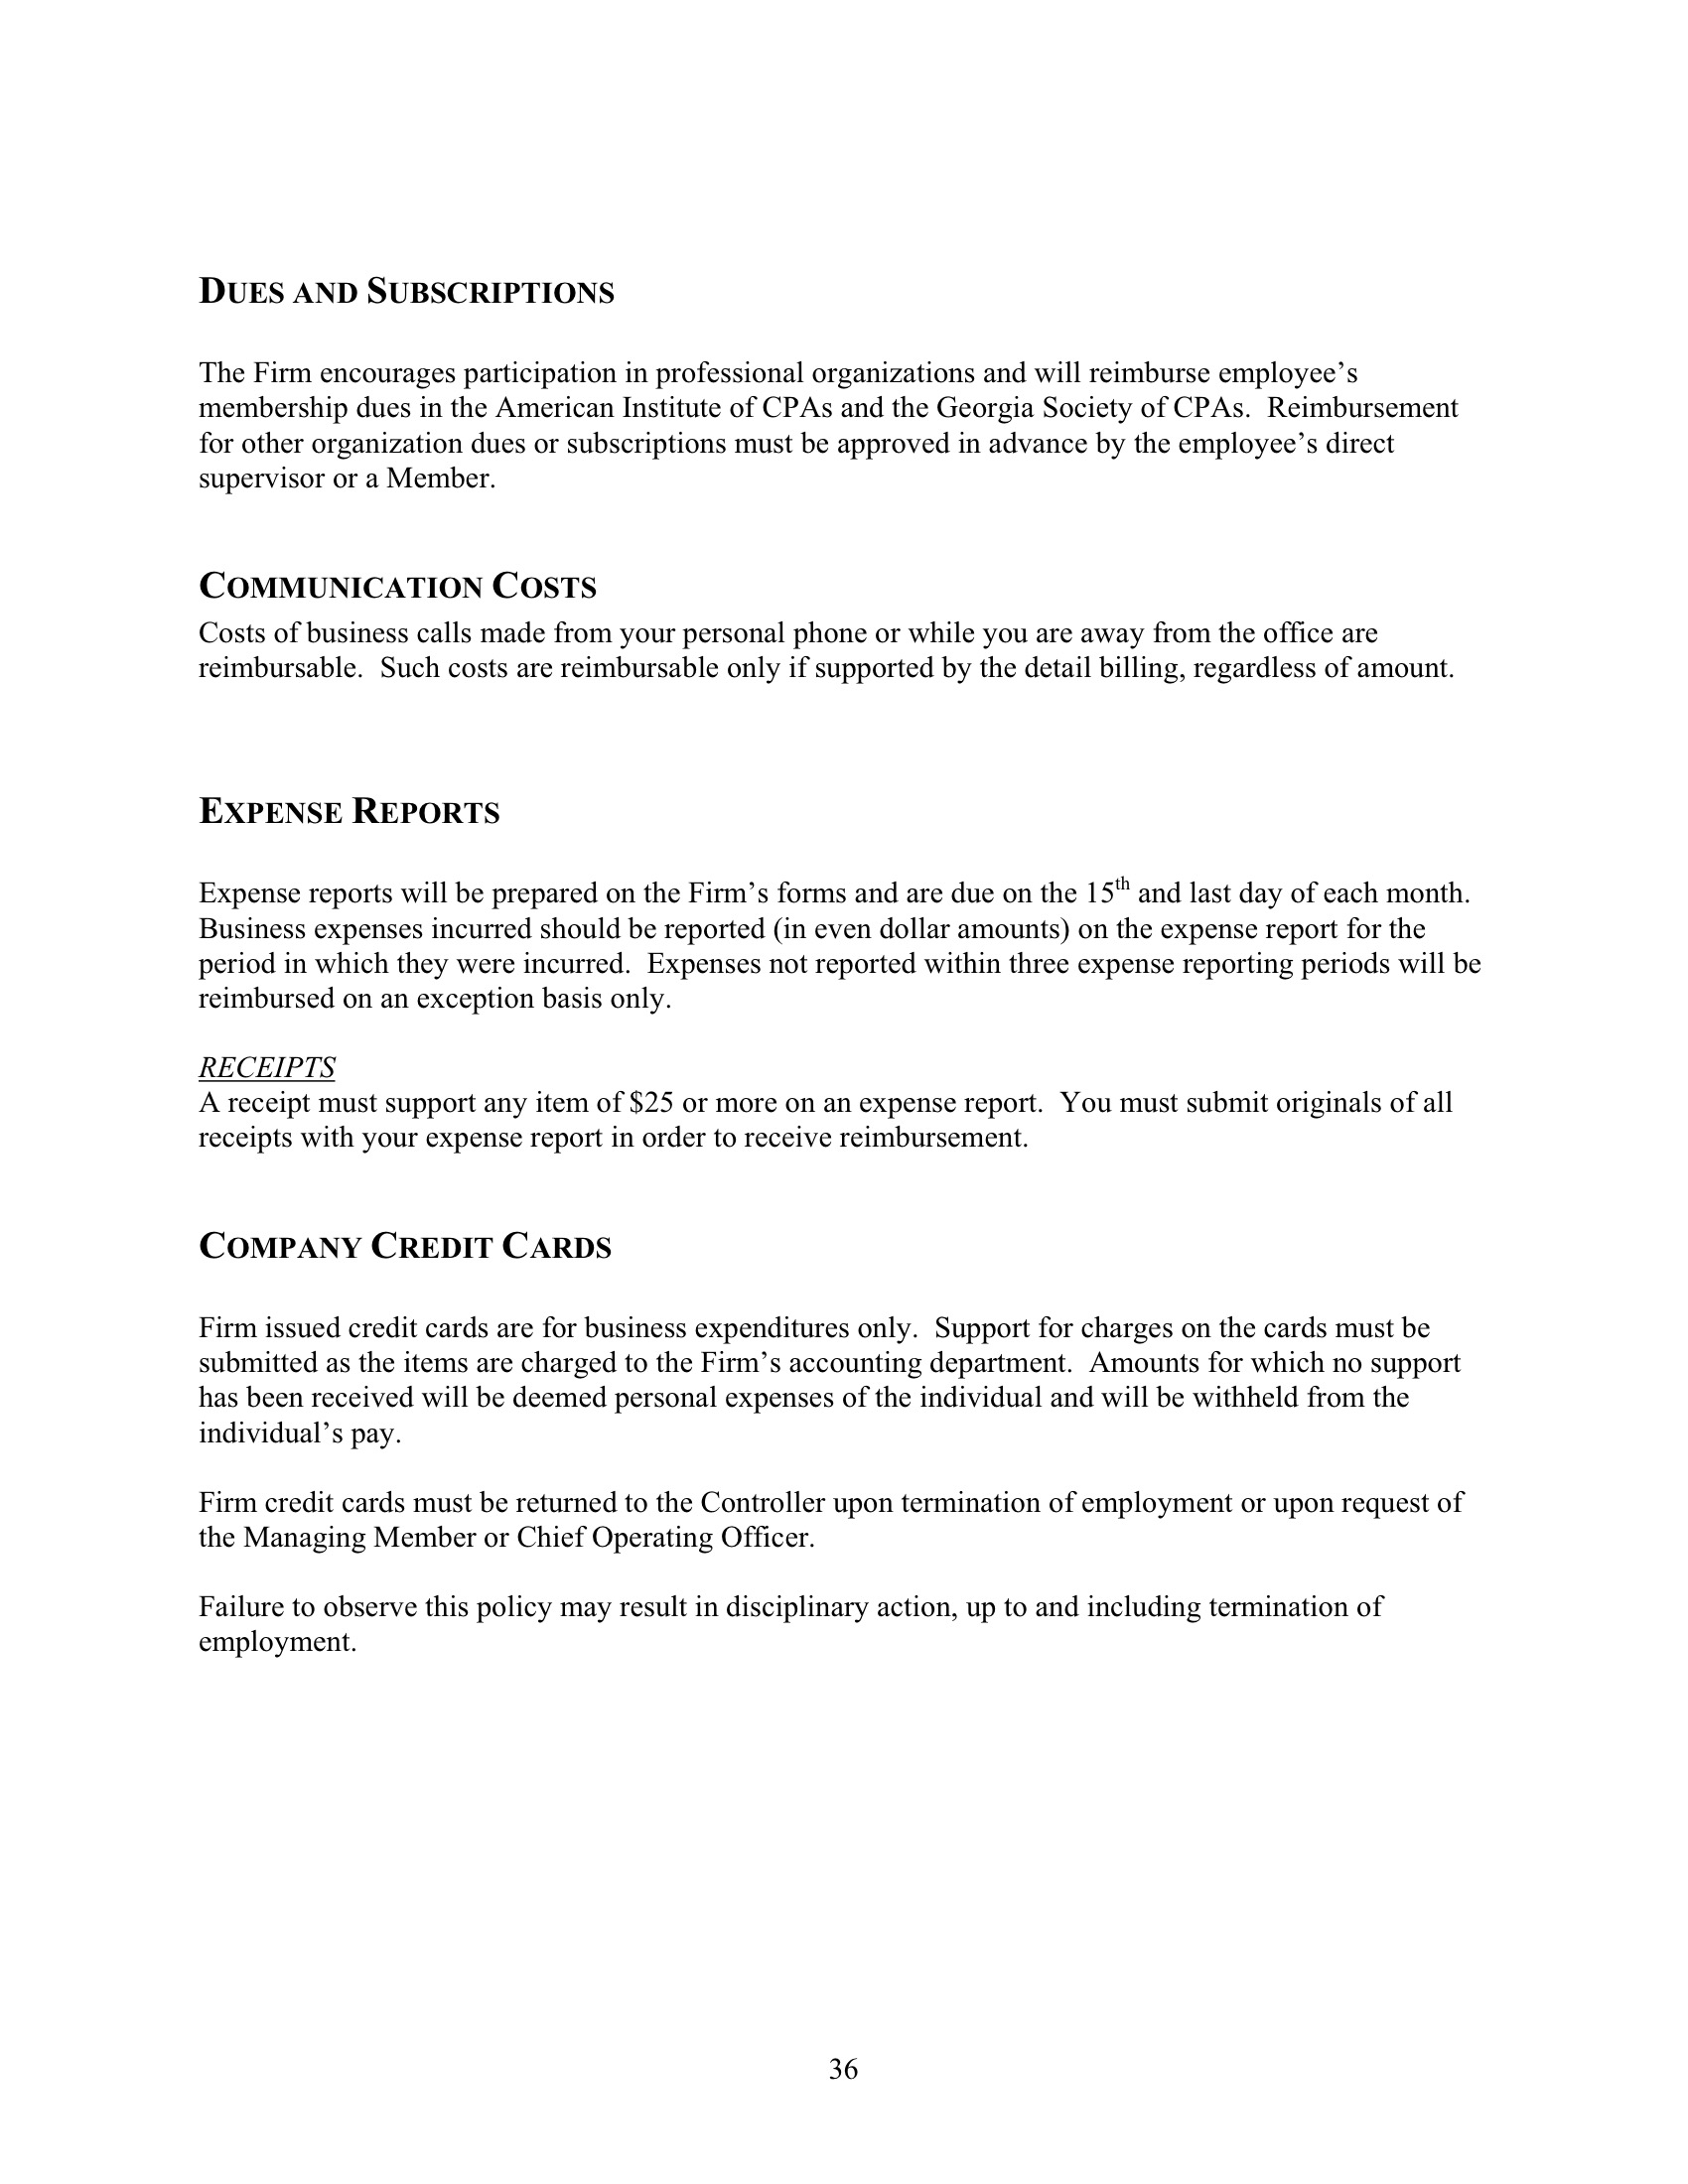 DUES AND SUBSCRIPTIONS
The Firm encourages participation in professional organizations and will reimburse employee’s
membership dues in the American Institute of CPAs and the Georgia Society of CPAs.  Reimbursement
for other organization dues or subscriptions must be approved in advance by the employee’s direct
supervisor or a Member.
COMMUNICATION COSTS
Costs of business calls made from your personal phone or while you are away from the office are
reimbursable.  Such costs are reimbursable only if supported by the detail billing, regardless of amount.
EXPENSE REPORTS
Expense reports will be prepared on the Firm’s forms and are due on the 15th and last day of each month.
Business expenses incurred should be reported (in even dollar amounts) on the expense report for the
period in which they were incurred.  Expenses not reported within three expense reporting periods will be
reimbursed on an exception basis only.
RECEIPTS
A receipt must support any item of $25 or more on an expense report.  You must submit originals of all
receipts with your expense report in order to receive reimbursement.
COMPANY CREDIT CARDS
Firm issued credit cards are for business expenditures only.  Support for charges on the cards must be
submitted as the items are charged to the Firm’s accounting department.  Amounts for which no support
has been received will be deemed personal expenses of the individual and will be withheld from the
individual’s pay.
Firm credit cards must be returned to the Controller upon termination of employment or upon request of
the Managing Member or Chief Operating Officer.
Failure to observe this policy may result in disciplinary action, up to and including termination of
employment.
36